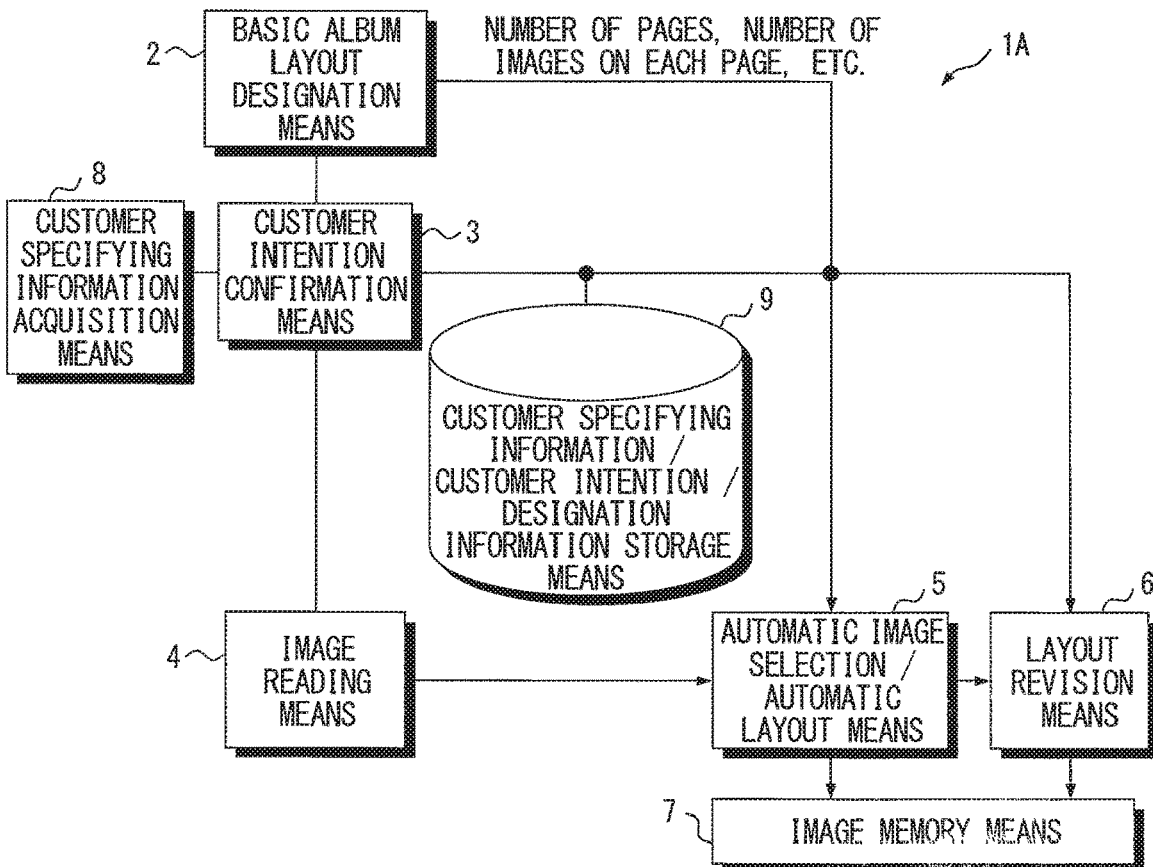 2
BASIC ALBUM
LAYOUT
DESIGNATION
MEANS
NUMBER OF PAGES, NUMBER OF
IMAGES ON EACH PAGE, ETC.
1A
8
CUSTOMER
SPECIFYING
INFORMATION
ACQUISITION
MEANS
CUSTOMER
INTENTION
CONFIRMATION
MEANS
3
9
CUSTOMER SPECIFYING
INFORMATION /
CUSTOMER INTENTION /
DESIGNATION
INFORMATION STORAGE
MEANS
4
IMAGE
READING
MEANS
5
AUTOMATIC IMAGE
SELECTION /
AUTOMATIC
LAYOUT MEANS
6
LAYOUT
REVISION
MEANS
7
IMAGE MEMORY MEANS